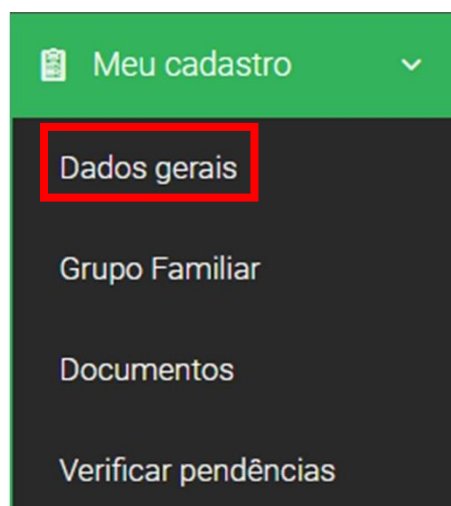 Meu cadastro
Dados gerais
Grupo Familiar
Documentos
Verificar pendências